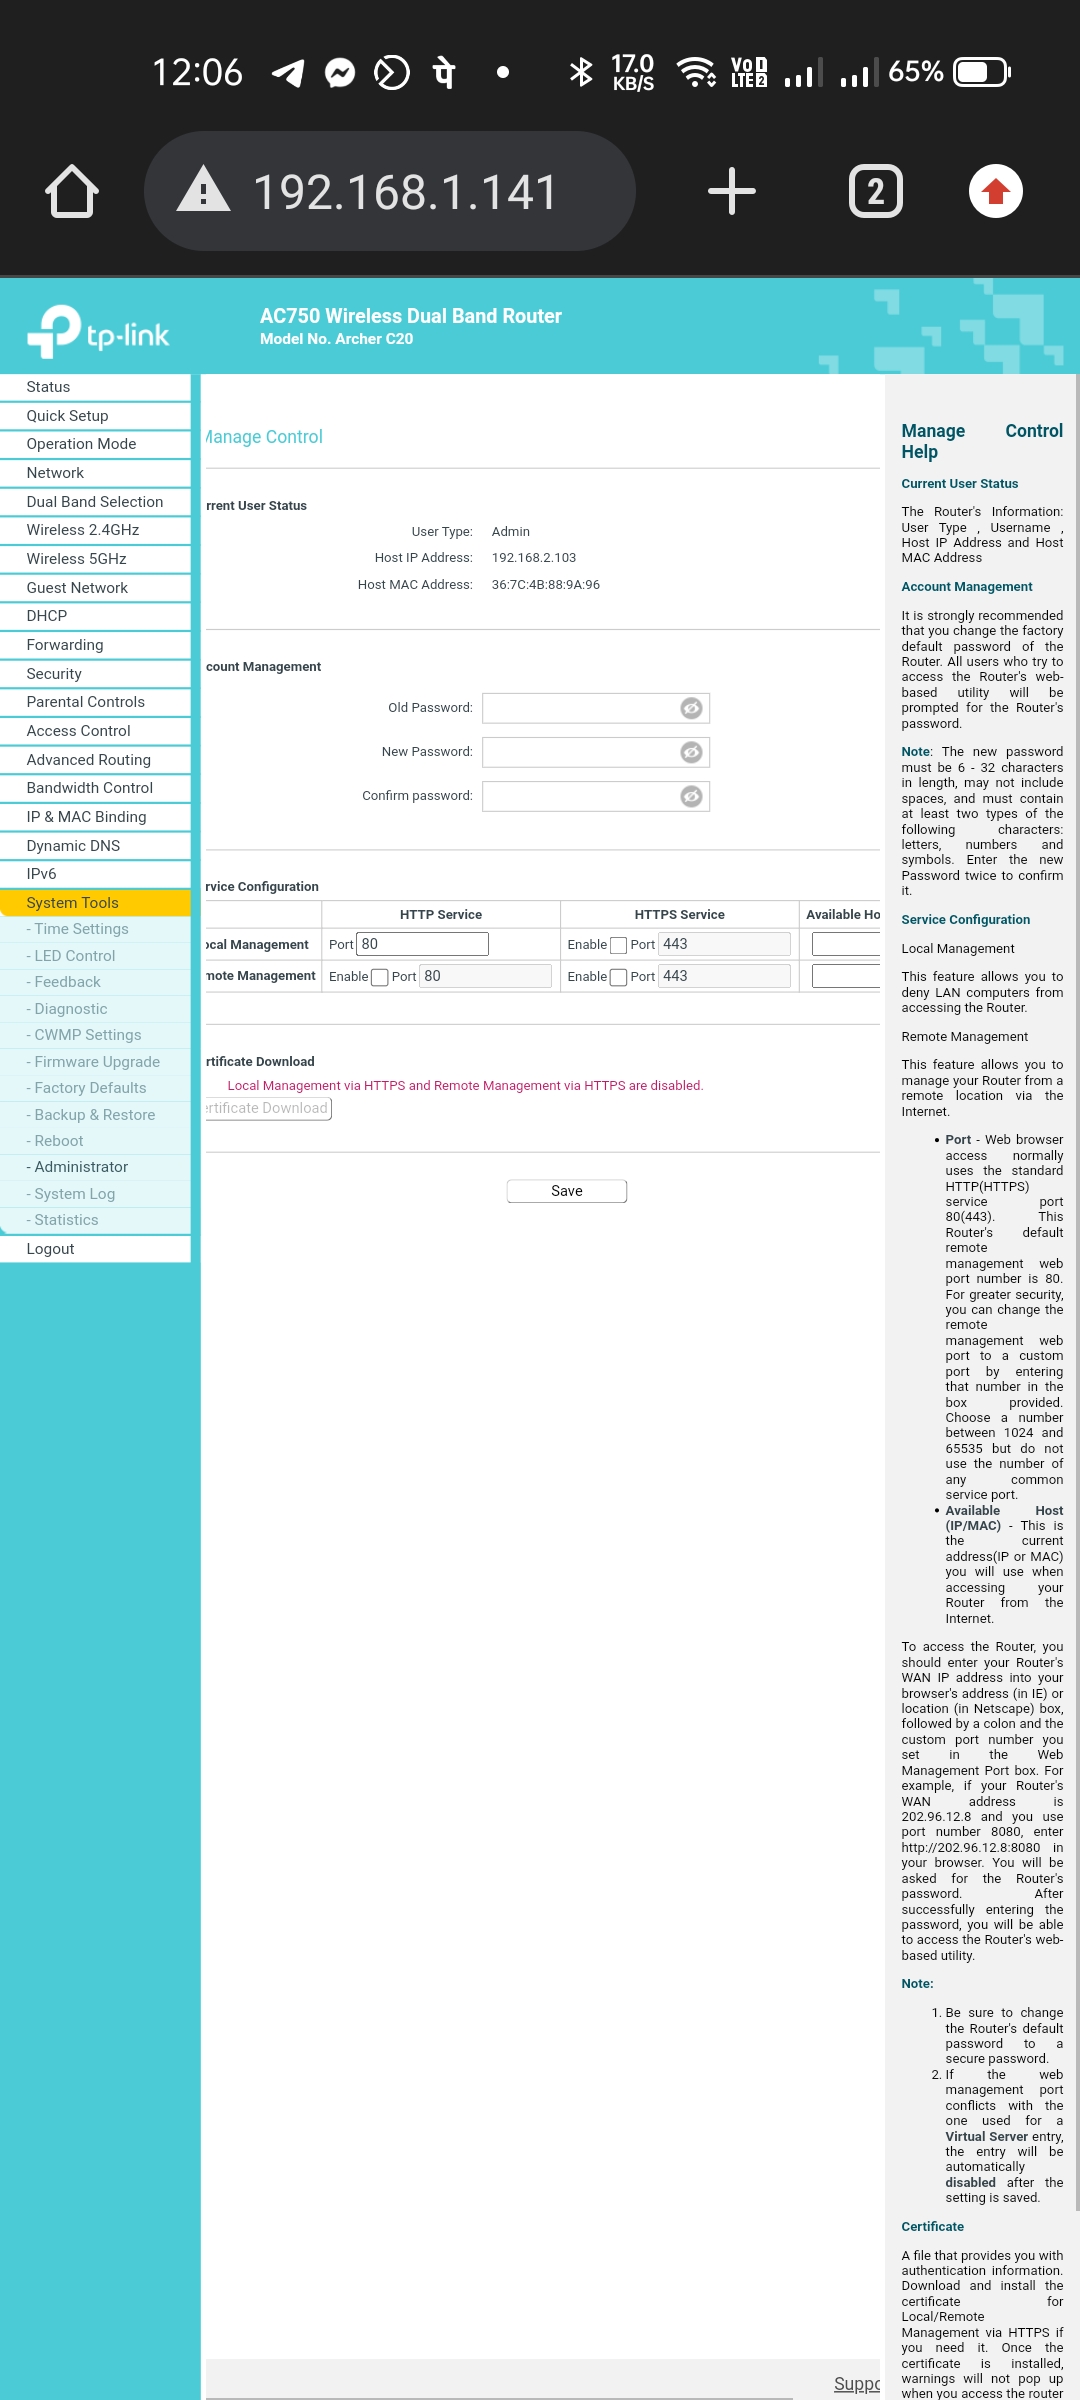 12:06
पे
17.0
KB/S
Vo 1
LTE 2
65%
192.168.1.141
2
tp-link
AC750 Wireless Dual Band Router
Model No. Archer C20
Status
Quick Setup
Operation Mode
Network
Dual Band Selection
Wireless 2.4GHz
Wireless 5GHz
Guest Network
DHCP
Forwarding
Security
Parental Controls
Access Control
Advanced Routing
Bandwidth Control
IP & MAC Binding
Dynamic DNS
IPv6
System Tools
- Time Settings
- LED Control
- Feedback
- Diagnostic
- CWMP Settings
- Firmware Upgrade
- Factory Defaults
- Backup & Restore
- Reboot
- Administrator
- System Log
- Statistics
Logout
Manage Control
rrent User Status
User Type: Admin
Host IP Address: 192.168.2.103
Host MAC Address: 36:7C:4B:88:9A:96
count Management
Old Password:
New Password:
Confirm password:
rvice Configuration
HTTP Service HTTPS Service Available Ho
ocal Management Port 80 Enable Port 443
mote Management Enable Port 80 Enable Port 443
rtificate Download
Local Management via HTTPS and Remote Management via HTTPS are disabled.
ertificate Download
Save
Suppo
Manage Control
Help
Current User Status
The Router's Information:
User Type , Username ,
Host IP Address and Host
MAC Address
Account Management
It is strongly recommended
that you change the factory
default password of the
Router. All users who try to
access the Router's web-
based utility will be
prompted for the Router's
password.
Note: The new password
must be 6 - 32 characters
in length, may not include
spaces, and must contain
at least two types of the
following characters:
letters, numbers and
symbols. Enter the new
Password twice to confirm
it.
Service Configuration
Local Management
This feature allows you to
deny LAN computers from
accessing the Router.
Remote Management
This feature allows you to
manage your Router from a
remote location via the
Internet.
• Port - Web browser
access normally
uses the standard
HTTP(HTTPS)
service port
80(443). This
Router's default
remote
management web
port number is 80.
For greater security,
you can change the
remote
management web
port to a custom
port by entering
that number in the
box provided.
Choose a number
between 1024 and
65535 but do not
use the number of
any common
service port.
• Available Host
(IP/MAC) - This is
the current
address(IP or MAC)
you will use when
accessing your
Router from the
Internet.
To access the Router, you
should enter your Router's
WAN IP address into your
browser's address (in IE) or
location (in Netscape) box,
followed by a colon and the
custom port number you
set in the Web
Management Port box. For
example, if your Router's
WAN address is
202.96.12.8 and you use
port number 8080, enter
http://202.96.12.8:8080 in
your browser. You will be
asked for the Router's
password. After
successfully entering the
password, you will be able
to access the Router's web-
based utility.
Note:
1. Be sure to change
the Router's default
password to a
secure password.
2. If the web
management port
conflicts with the
one used for a
Virtual Server entry,
the entry will be
automatically
disabled after the
setting is saved.
Certificate
A file that provides you with
authentication information.
Download and install the
certificate for
Local/Remote
Management via HTTPS if
you need it. Once the
certificate is installed,
warnings will not pop up
when you access the router